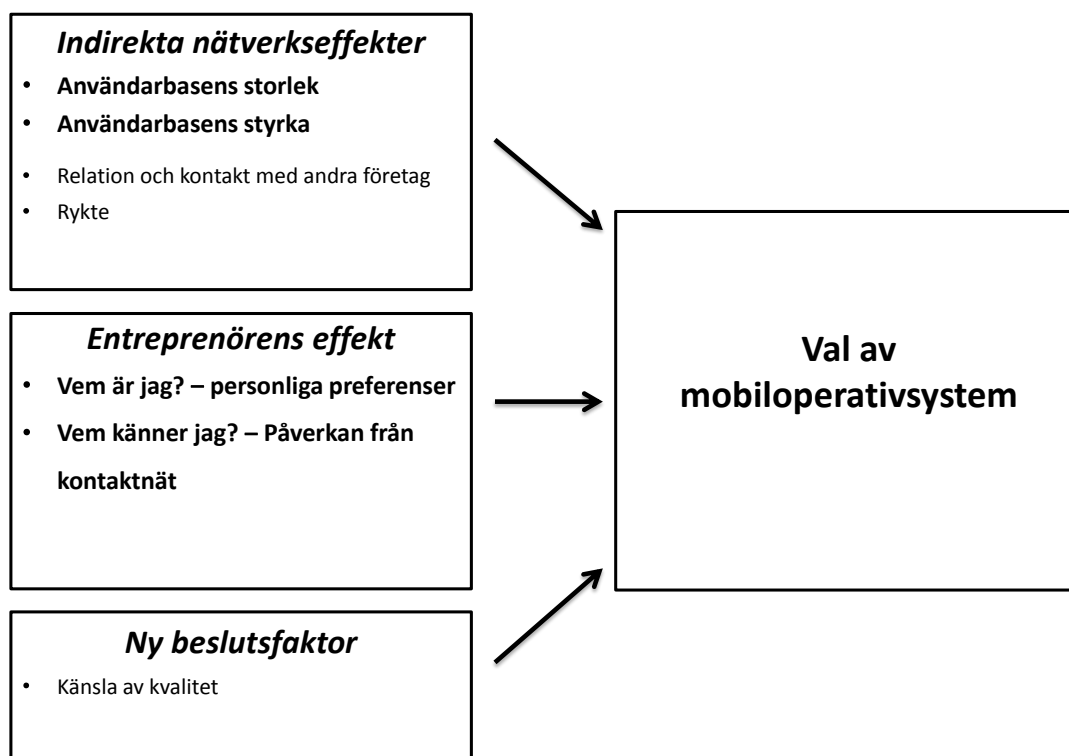 Indirekta nätverkseffekter
• Användarbasens storlek
• Användarbasens styrka
• Relation och kontakt med andra företag
• Rykte
Entreprenörens effekt
• Vem är jag? – personliga preferenser
• Vem känner jag? – Påverkan från
kontaktnät
Ny beslutsfaktor
• Känsla av kvalitet
Val av
mobiloperativsystem